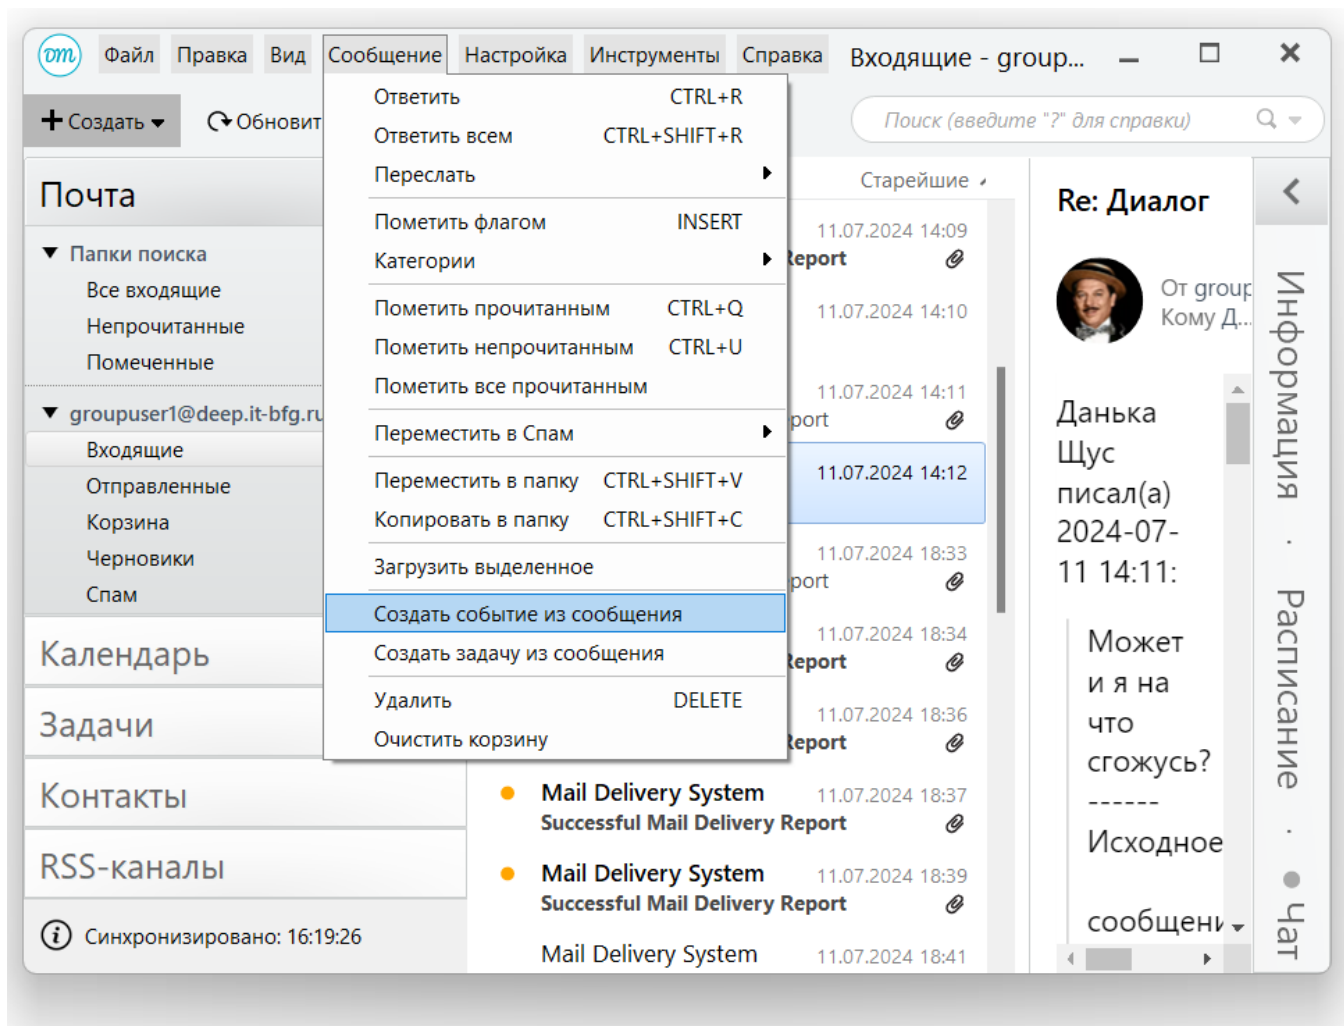 Файл Правка Вид Сообщение Настройка Инструменты Справка Входящие - group...
Создать Обновит
Поиск (введите "?" для справки)
Ответить CTRL+R
Ответить всем CTRL+SHIFT+R
Переслать
Пометить флагом INSERT
Категории
Пометить прочитанным CTRL+Q
Пометить непрочитанным CTRL+U
Пометить все прочитанным
Переместить в Спам
Переместить в папку CTRL+SHIFT+V
Копировать в папку CTRL+SHIFT+C
Загрузить выделенное
Создать событие из сообщения
Создать задачу из сообщения
Удалить DELETE
Очистить корзину
Почта
Папки поиска
Все входящие
Непрочитанные
Помеченные
groupuser1@deep.it-bfg.ru
Входящие
Отправленные
Корзина
Черновики
Спам
Календарь
Задачи
Контакты
RSS-каналы
Синхронизировано: 16:19:26
Старейшие
11.07.2024 14:09
Report
11.07.2024 14:10
11.07.2024 14:11
port
11.07.2024 14:12
11.07.2024 18:33
port
11.07.2024 18:34
Report
11.07.2024 18:36
Report
Mail Delivery System 11.07.2024 18:37
Successful Mail Delivery Report
Mail Delivery System 11.07.2024 18:39
Successful Mail Delivery Report
Mail Delivery System 11.07.2024 18:41
Re: Диалог
От group
Кому Д...
Данька
Щус
писал(а)
2024-07-
11 14:11:
Может
и я на
что
сгожусь?
------
Исходное
сообщени
Информация · Расписание · Чат